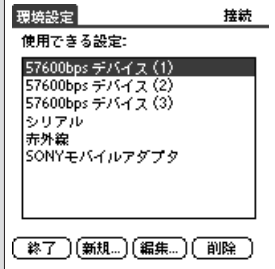 環境設定 接続
使用できる設定:
57600bps デバイス (1)
57600bps デバイス (2)
57600bps デバイス (3)
シリアル
赤外線
SONYモバイルアダプタ
終了 新規... 編集... 削除